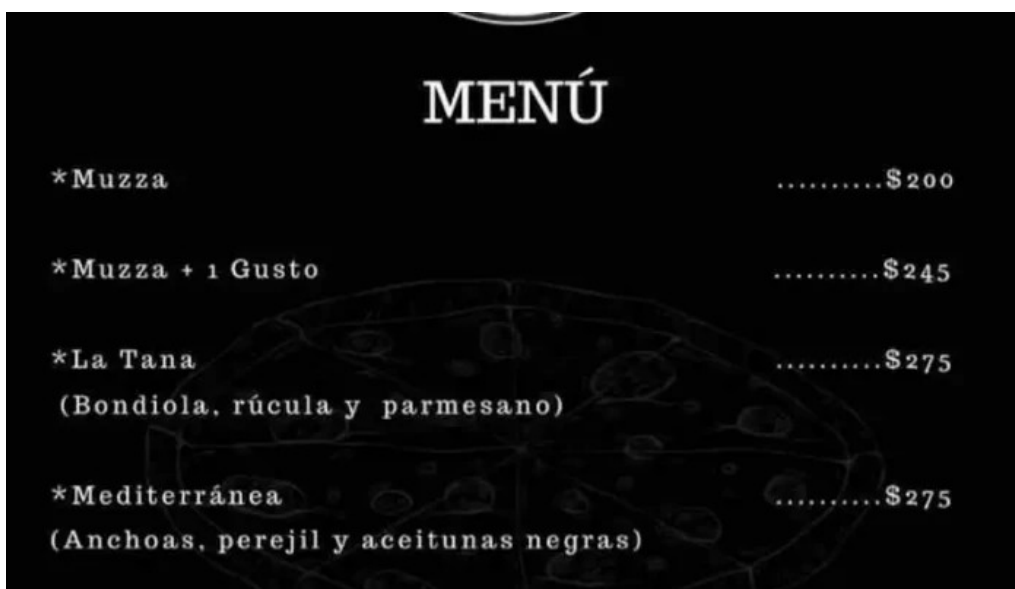 MENÚ
*Muzza ..........$200
*Muzza + 1 Gusto ..........$245
*La Tana ..........$275
(Bondiola, rúcula y parmesano)
*Mediterránea ..........$275
(Anchoas, perejil y aceitunas negras)